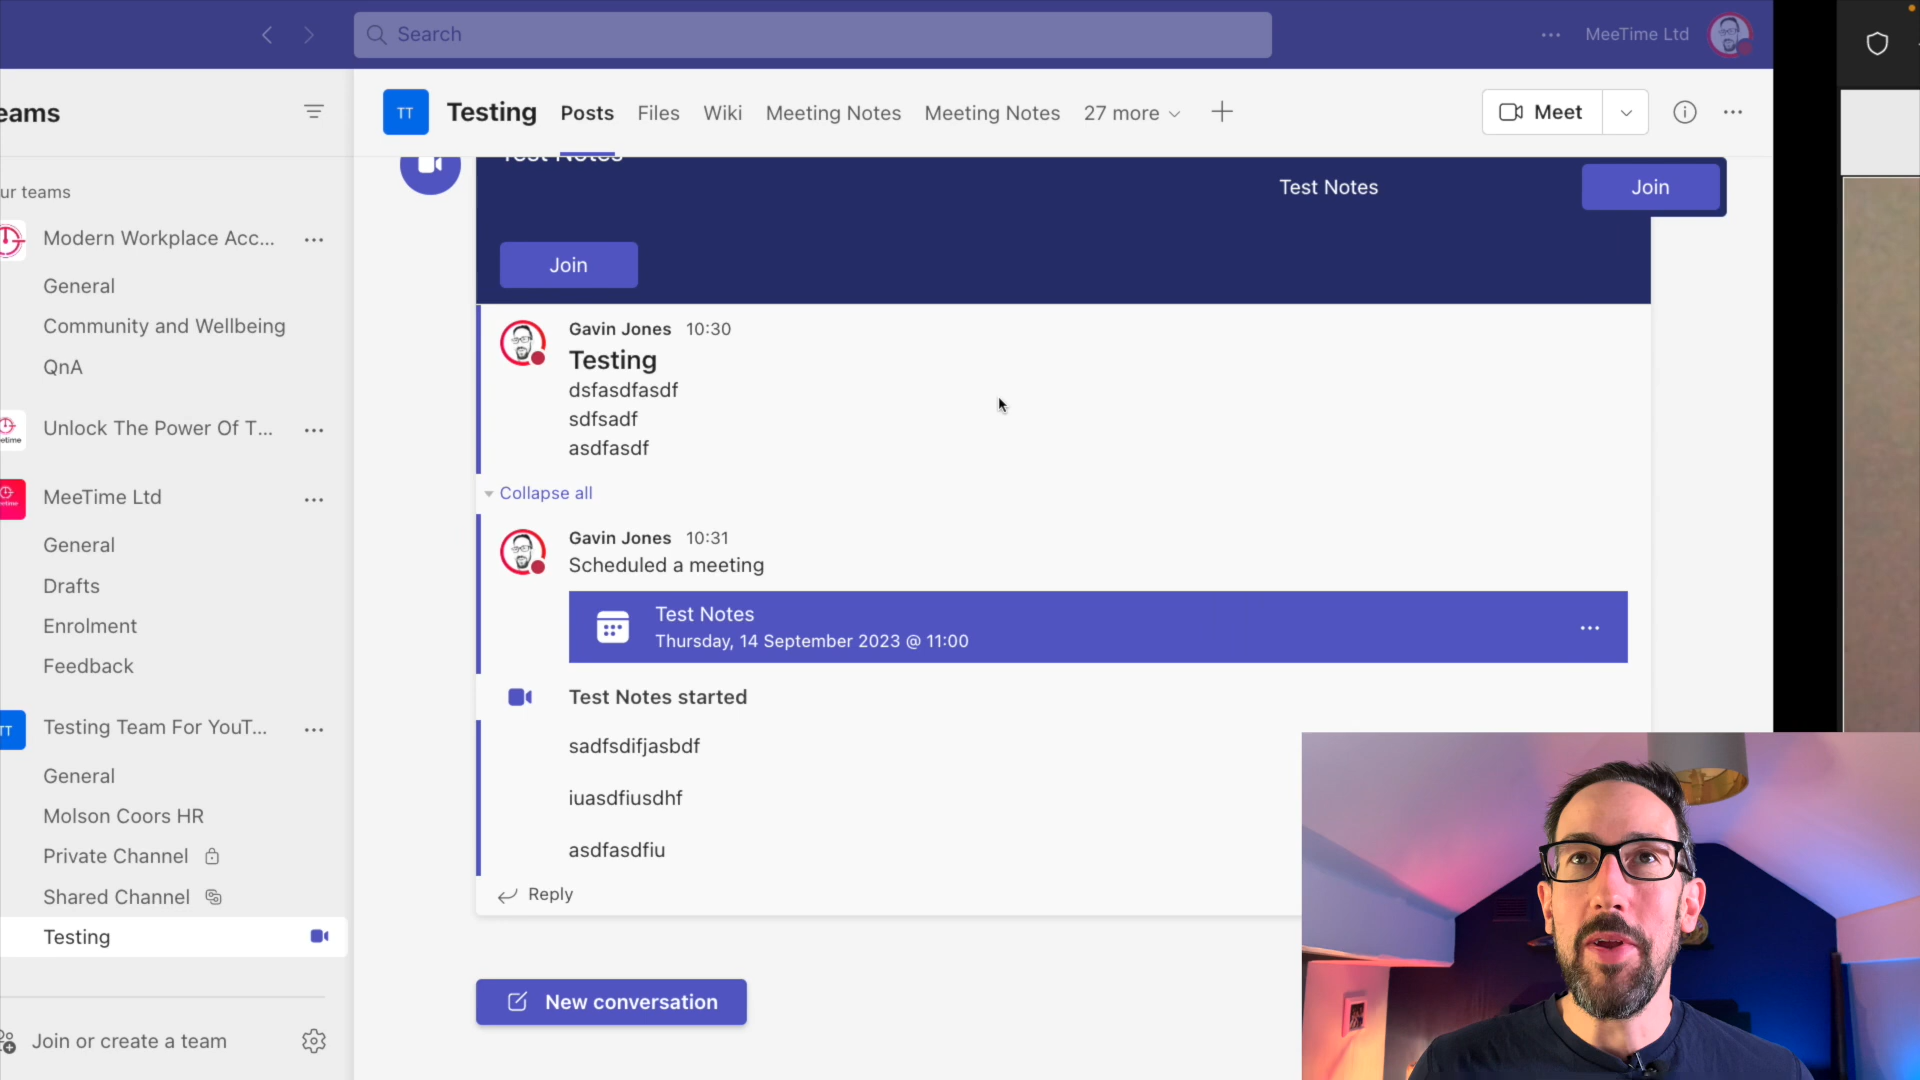 Search
MeeTime Ltd
eams
TT
Testing
Posts
Files
Wiki
Meeting Notes
Meeting Notes
27 more
Meet
ur teams
Modern Workplace Acc...
General
Community and Wellbeing
QnA
Unlock The Power Of T...
MeeTime Ltd
General
Drafts
Enrolment
Feedback
TT
Testing Team For YouT...
General
Molson Coors HR
Private Channel
Shared Channel
Testing
Join or create a team
Test Notes
Test Notes
Join
Join
Gavin Jones 10:30
Testing
dsfasdfasdf
sdfsadf
asdfasdf
Collapse all
Gavin Jones 10:31
Scheduled a meeting
Test Notes
Thursday, 14 September 2023 @ 11:00
Test Notes started
sadfsdifjasbdf
iuasdfiusdhf
asdfasdfiu
Reply
New conversation